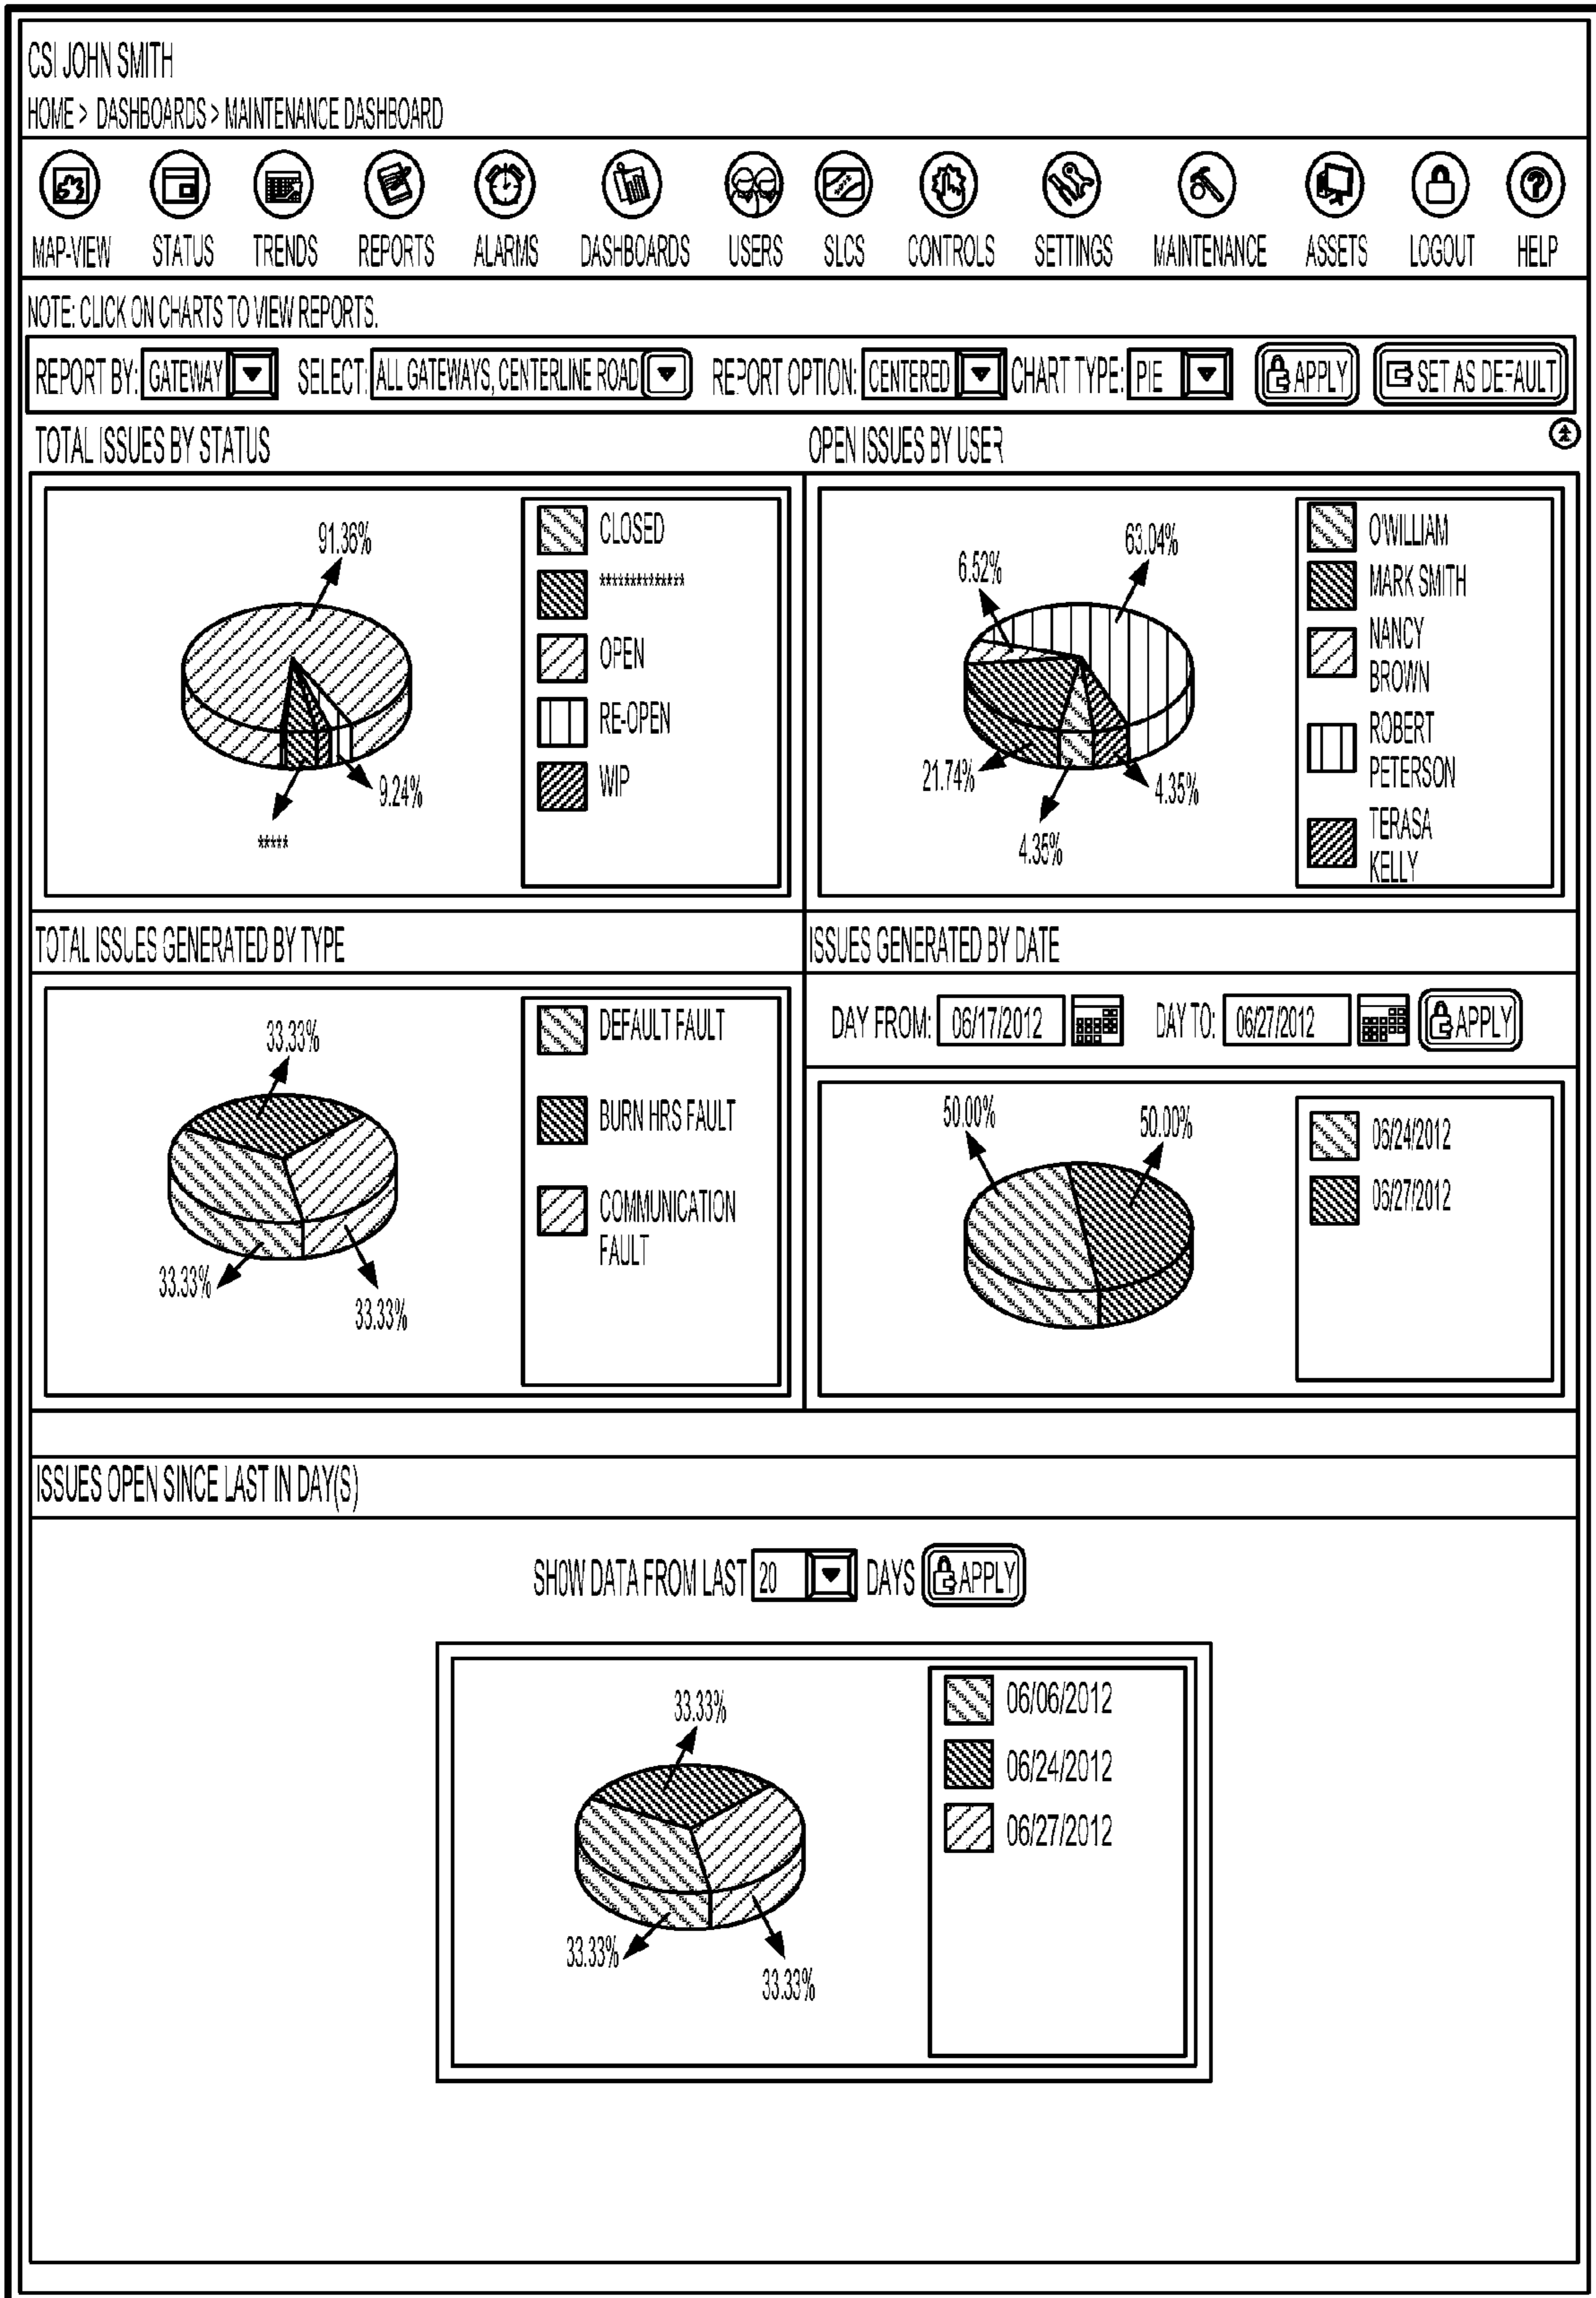 CSI JOHN SMITH
HOME > DASHBOARDS > MAINTENANCE DASHBOARD
MAP-VIEW STATUS TRENDS REPORTS ALARMS DASHBOARDS USERS SLCS CONTROLS SETTINGS MAINTENANCE ASSETS LOGOUT HELP
NOTE: CLICK ON CHARTS TO VIEW REPORTS.
REPORT BY: GATEWAY SELECT: ALL GATEWAYS, CENTERLINE ROAD REPORT OPTION: CENTERED CHART TYPE: PIE APPLY SET AS DEFAULT
TOTAL ISSUES BY STATUS
91.36%
9.24%
*****
CLOSED
**************
OPEN
RE-OPEN
WIP
OPEN ISSUES BY USER
63.04%
6.52%
21.74%
4.35%
4.35%
O'WILLIAM
MARK SMITH
NANCY
BROWN
ROBERT
PETERSON
TERASA
KELLY
TOTAL ISSUES GENERATED BY TYPE
33.33%
33.33%
33.33%
DEFAULT FAULT
BURN HRS FAULT
COMMUNICATION
FAULT
ISSUES GENERATED BY DATE
DAY FROM: 06/17/2012 DAY TO: 06/27/2012 APPLY
50.00%
50.00%
06/24/2012
06/27/2012
ISSUES OPEN SINCE LAST IN DAY(S)
SHOW DATA FROM LAST 20 DAYS APPLY
33.33%
33.33%
33.33%
06/06/2012
06/24/2012
06/27/2012